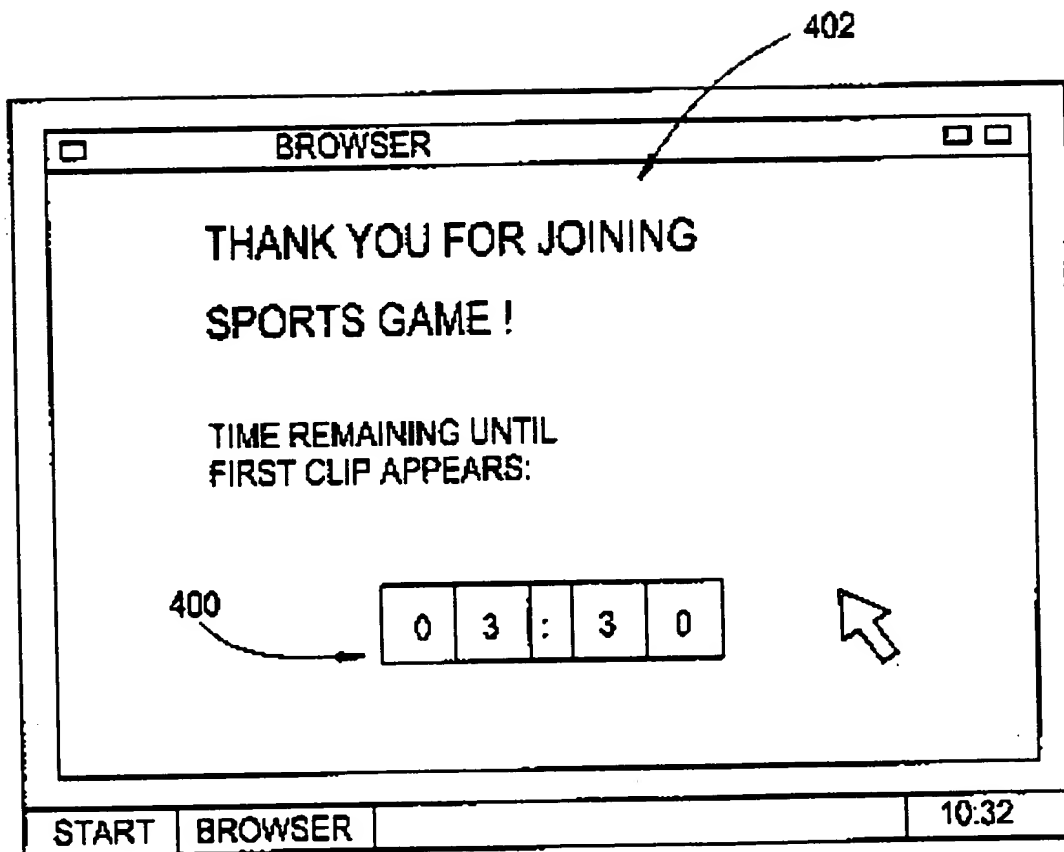 402
BROWSER
THANK YOU FOR JOINING
SPORTS GAME !
TIME REMAINING UNTIL
FIRST CLIP APPEARS:
400
0 3 : 3 0
START BROWSER 10:32